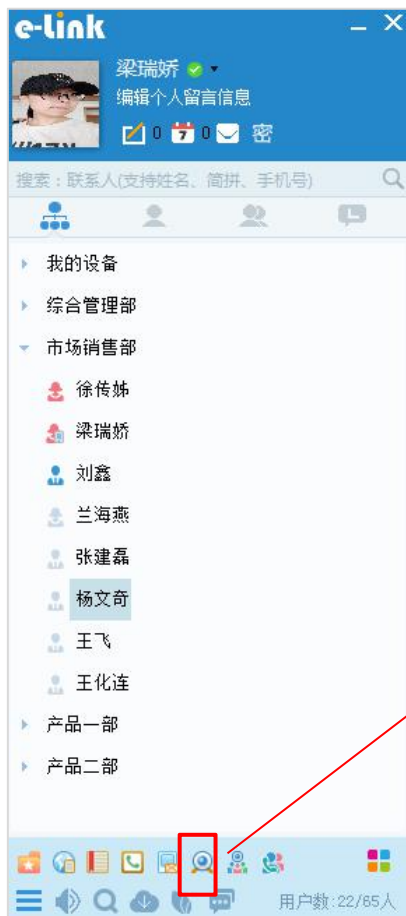 e-Link
梁瑞娇
编辑个人留言信息
0 7 0 密
搜索：联系人(支持姓名、简拼、手机号)
我的设备
综合管理部
市场销售部
徐传姊
梁瑞娇
刘鑫
兰海燕
张建磊
杨文奇
王飞
王化连
产品一部
产品二部
用户数:22/65人